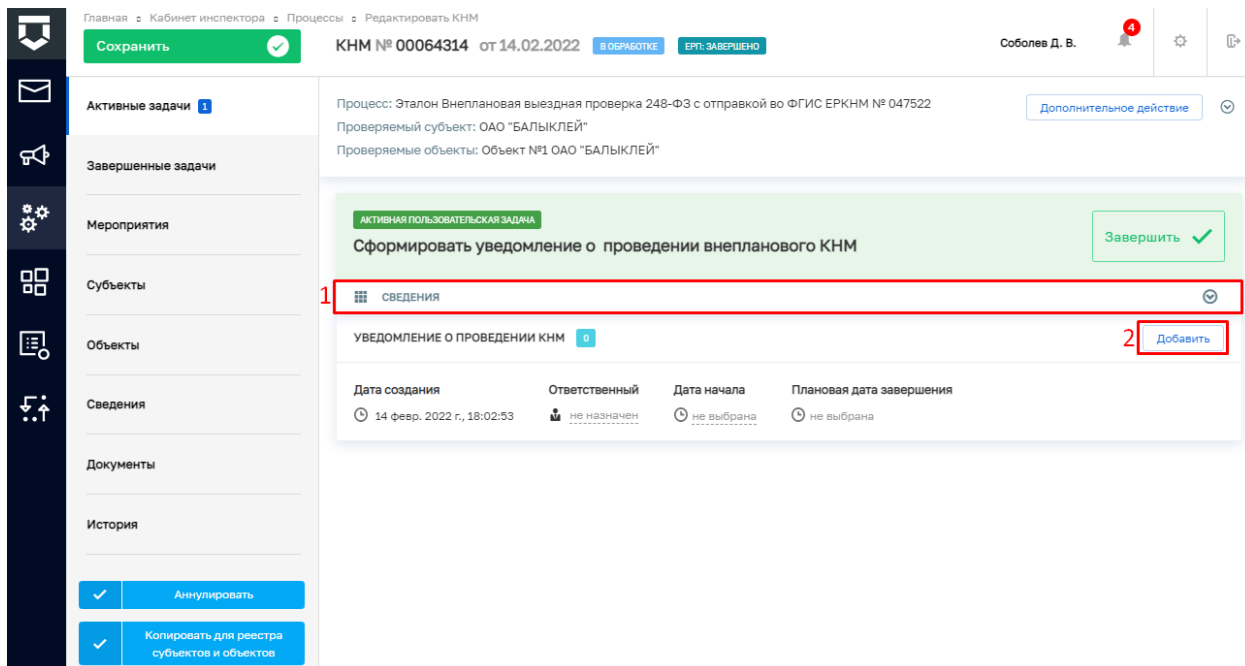 Главная Кабинет инспектора Процессы Редактировать КНМ
Сохранить
КНМ № 00064314 от 14.02.2022 В ОБРАБОТКЕ ЕРП: ЗАВЕРШЕНО
Соболев Д. В.
4
Активные задачи 1
Завершенные задачи
Мероприятия
Субъекты
Объекты
Сведения
Документы
История
Аннулировать
Копировать для реестра
субъектов и объектов
Процесс: Эталон Внеплановая выездная проверка 248-ФЗ с отправкой во ФГИС ЕРКНМ № 047522
Проверяемый субъект: ОАО "БАЛЫКЛЕЙ"
Проверяемые объекты: Объект №1 ОАО "БАЛЫКЛЕЙ"
Дополнительное действие
АКТИВНАЯ ПОЛЬЗОВАТЕЛЬСКАЯ ЗАДАЧА
Сформировать уведомление о проведении внепланового КНМ
Завершить
1 СВЕДЕНИЯ
УВЕДОМЛЕНИЕ О ПРОВЕДЕНИИ КНМ 0
2 Добавить
Дата создания Ответственный Дата начала Плановая дата завершения
14 февр. 2022 г., 18:02:53 не назначен не выбрана не выбрана